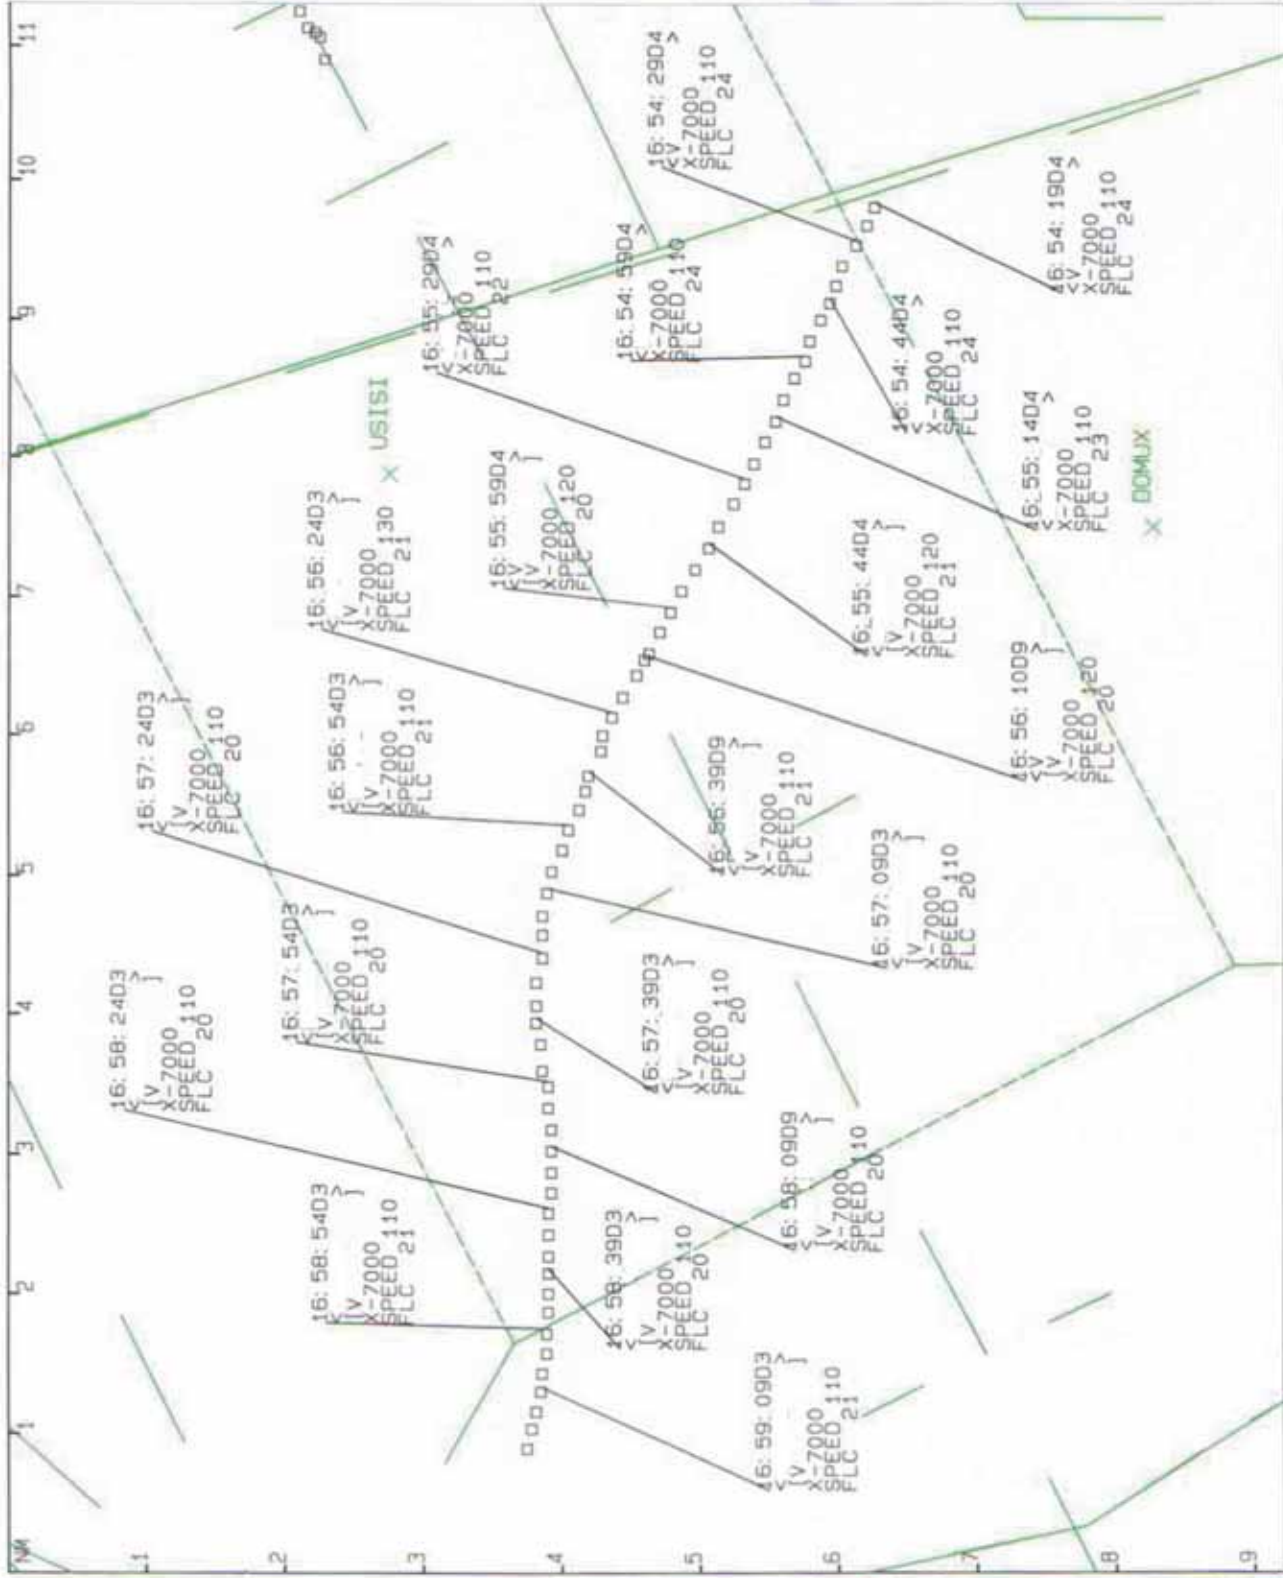 NM
1
2
3
4
5
6
7
8
9
10
11
1
2
3
4
5
6
7
8
9
USISI
DOMUX
16: 54: 19D4 >
<V
X-7000
SPEED 110
FLC 24
16: 54: 29D4 >
<V
X-7000
SPEED 110
FLC 24
16: 54: 44D4 >
<V
X-7000
SPEED 110
FLC 24
16: 54: 59D4 >
<V
X-7000
SPEED 110
FLC 24
16: 55: 14D4 >
<V
X-7000
SPEED 110
FLC 23
16: 55: 29D4 >
<V
X-7000
SPEED 110
FLC 22
16: 55: 44D4 >
<[V ]
X-7000
SPEED 120
FLC 21
16: 55: 59D4 >
<V ]
X-7000
SPEED 120
FLC 20
16: 56: 10D9 >
<V ]
X-7000
SPEED 120
FLC 20
16: 56: 24D3 >
<[V ]
X-7000
SPEED 130
FLC 21
16: 56: 39D9 >
<[V ]
X-7000
SPEED 110
FLC 21
16: 56: 54D3 >
<[V ]
X-7000
SPEED 110
FLC 21
16: 57: 09D3 >
<[V ]
X-7000
SPEED 110
FLC 20
16: 57: 24D3 >
<[V ]
X-7000
SPEED 110
FLC 20
16: 57: 39D3 >
<[V ]
X-7000
SPEED 110
FLC 20
16: 57: 54D3 >
<[V ]
X-7000
SPEED 110
FLC 20
16: 58: 09D9 >
<[V ]
X-7000
SPEED 110
FLC 20
16: 58: 24D3 >
<[V ]
X-7000
SPEED 110
FLC 20
16: 58: 39D3 >
<[V ]
X-7000
SPEED 110
FLC 20
16: 58: 54D3 >
<[V ]
X-7000
SPEED 110
FLC 21
16: 59: 09D3 >
<[V ]
X-7000
SPEED 110
FLC 21